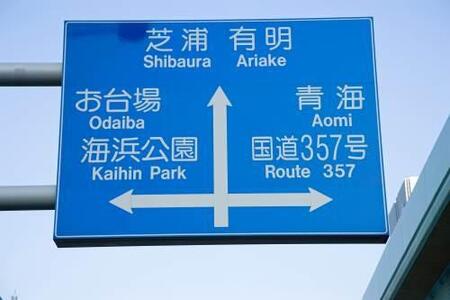 芝浦 有明
Shibaura Ariake
お台場
Odaiba
海浜公園
Kaihin Park
青海
Aomi
国道357号
Route 357